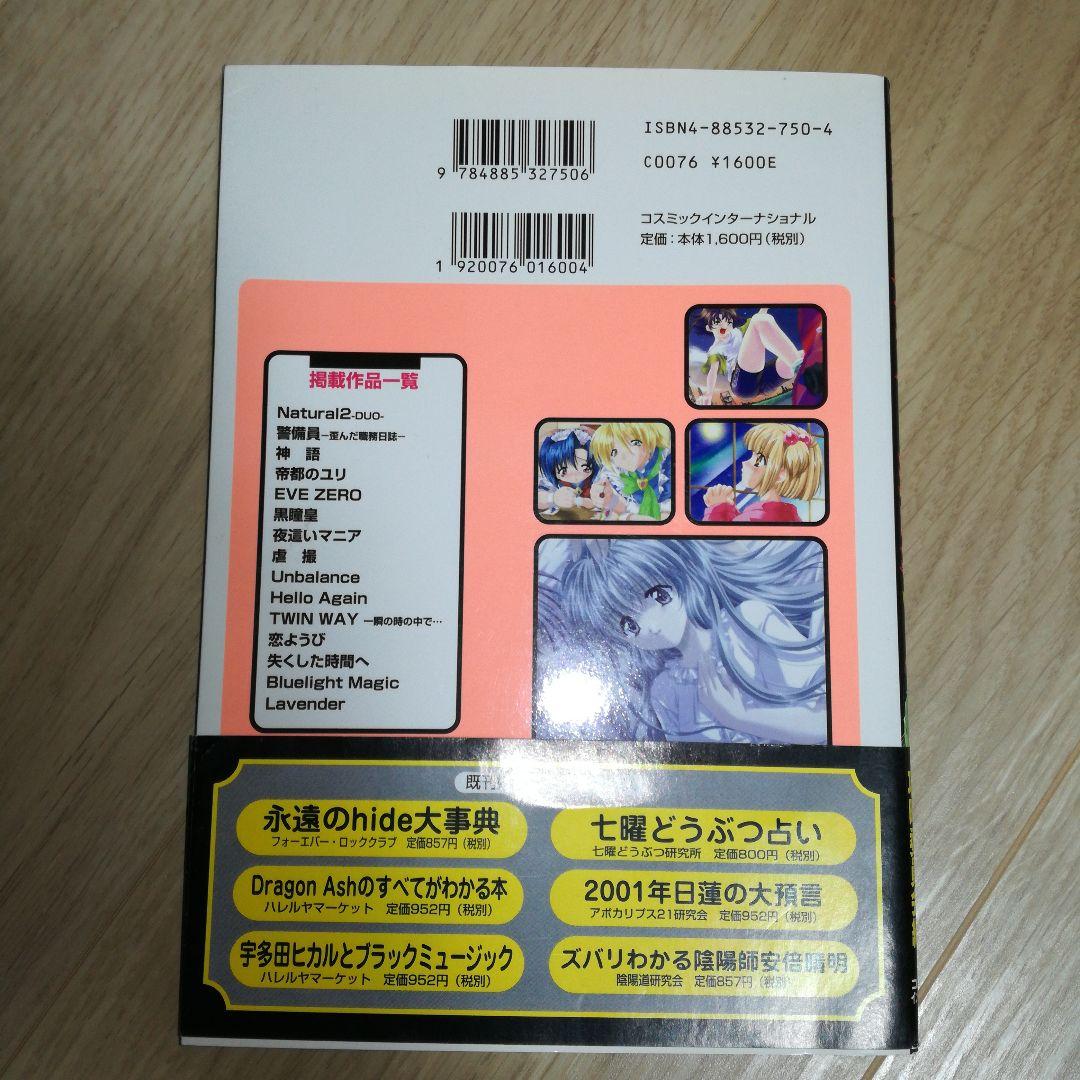 ISBN4-88532-750-4
9 784885 327506
C0076 ¥1600E
コスミックインターナショナル
定価：本体1,600円（税別）
1 920076 016004
掲載作品一覧
Natural2-DUO-
警備員－歪んだ職務日誌－
神 語
帝都のユリ
EVE ZERO
黒瞳皇
夜這いマニア
虐 撮
Unbalance
Hello Again
TWIN WAY －瞬の時の中で…
恋ようび
失くした時間へ
Bluelight Magic
Lavender
既刊
永遠のhide大事典
フォーエバー・ロッククラブ 定価857円（税別）
七曜どうぶつ占い
七曜どうぶつ研究所 定価800円（税別）
Dragon Ashのすべてがわかる本
ハレルヤマーケット 定価952円（税別）
2001年日蓮の大預言
アポカリプス21研究会 定価952円（税別）
宇多田ヒカルとブラックミュージック
ハレルヤマーケット 定価952円（税別）
ズバリわかる陰陽師安倍晴明
陰陽道研究会 定価857円（税別）